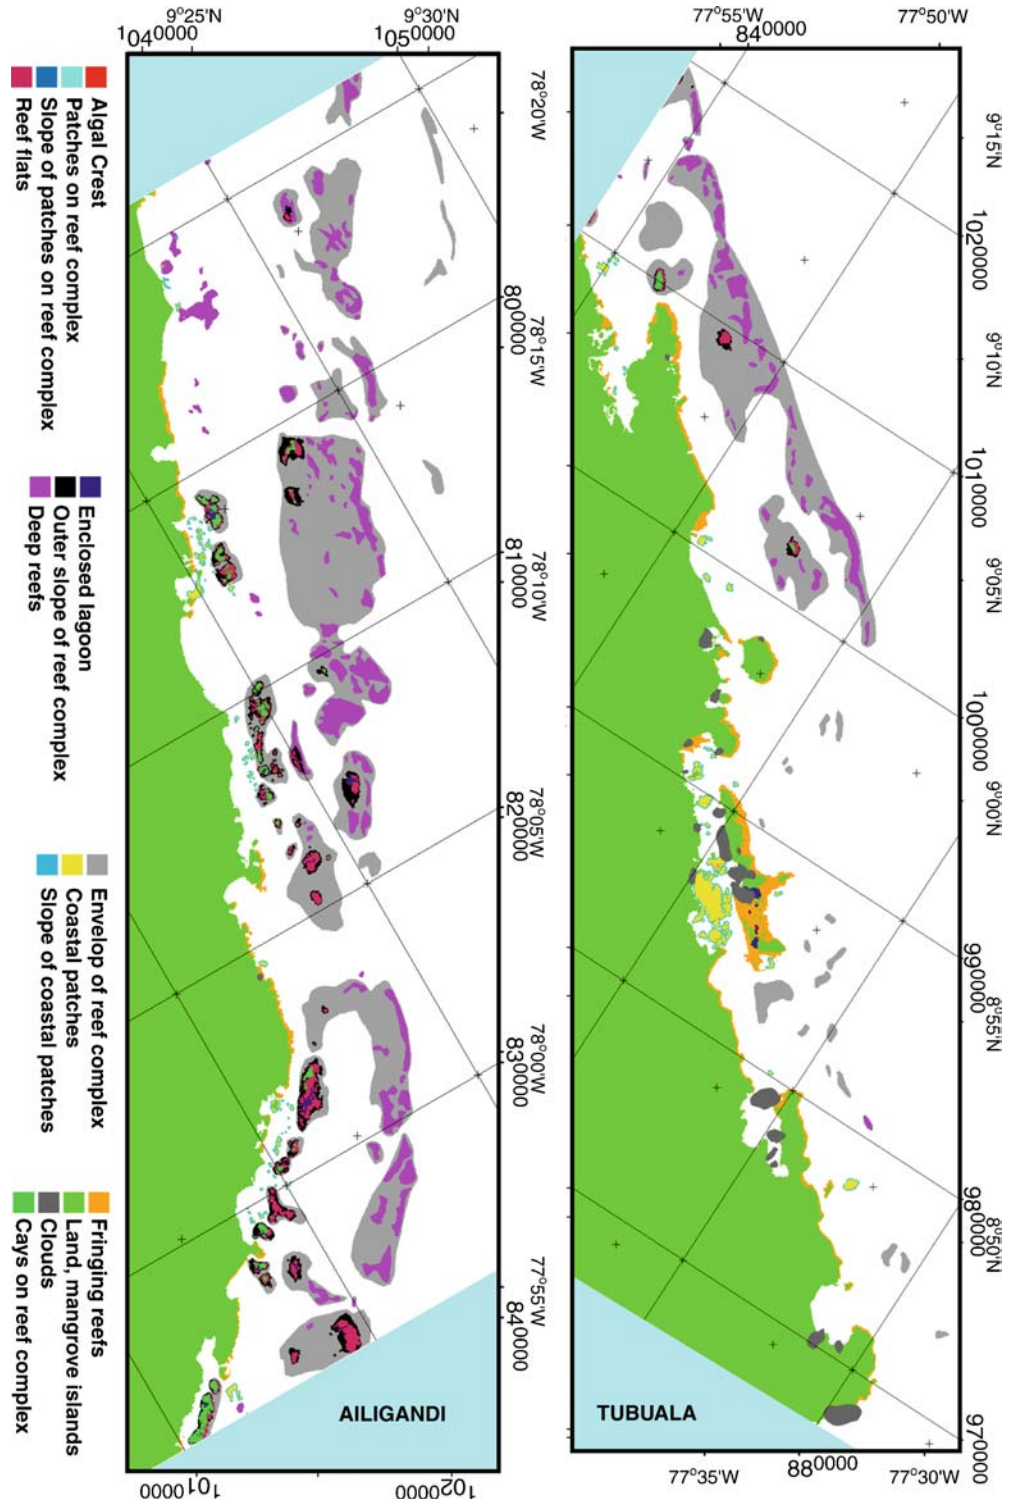 9°25'N
9°30'N
1040000
1050000
78°20'W
800000
78°15'W
810000
78°10'W
820000
78°05'W
830000
78°00'W
840000
77°55'W
1010000
1020000
AILIGANDI
77°55'W
77°50'W
840000
9°15'N
1020000
9°10'N
1010000
9°05'N
1000000
9°00'N
990000
8°55'N
980000
8°50'N
970000
77°35'W
880000
77°30'W
TUBUALA
Algal Crest
Patches on reef complex
Slope of patches on reef complex
Reef flats
Enclosed lagoon
Outer slope of reef complex
Deep reefs
Envelop of reef complex
Coastal patches
Slope of coastal patches
Fringing reefs
Land, mangrove islands
Clouds
Cays on reef complex